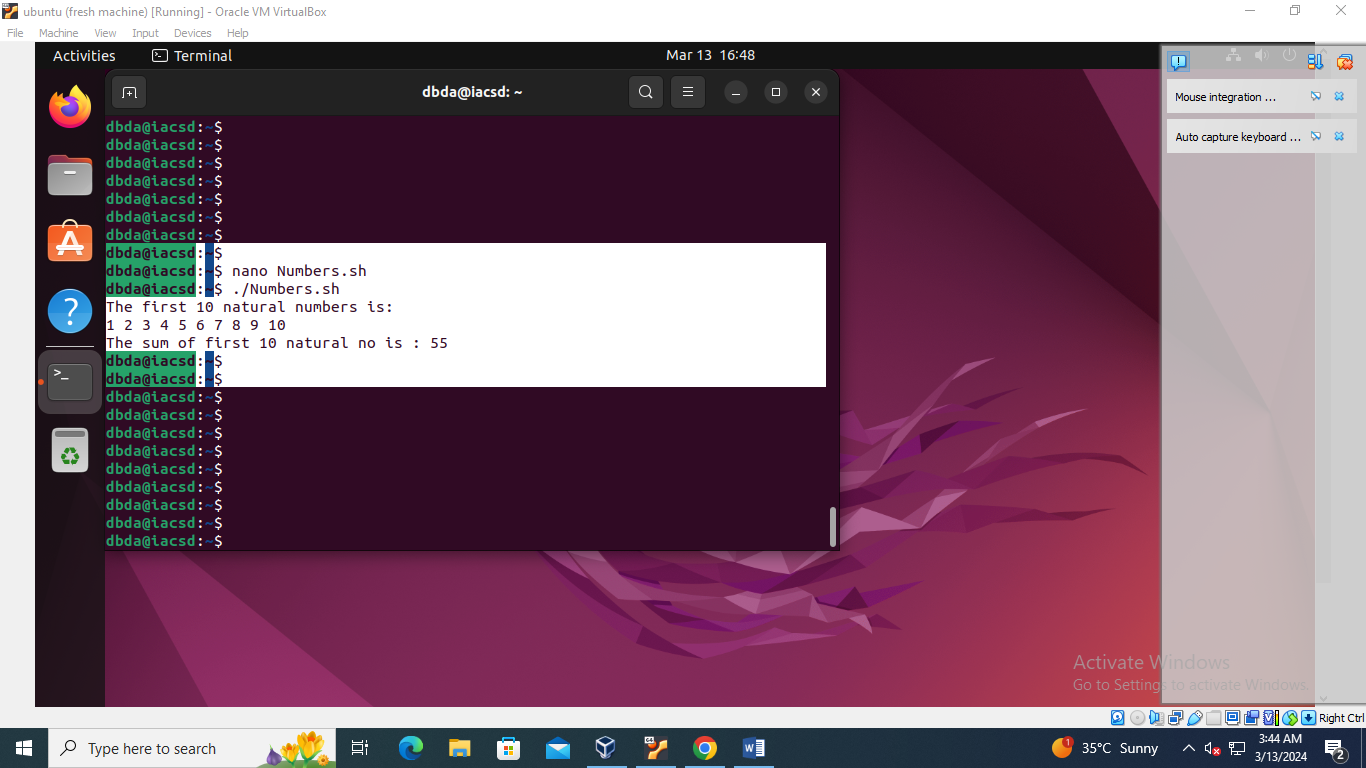 ubuntu (fresh machine) [Running] - Oracle VM VirtualBox
File Machine View Input Devices Help
Activities Terminal Mar 13 16:48
dbda@iacsd: ~
Mouse integration ...
Auto capture keyboard ...
dbda@iacsd:~$
dbda@iacsd:~$
dbda@iacsd:~$
dbda@iacsd:~$
dbda@iacsd:~$
dbda@iacsd:~$
dbda@iacsd:~$
dbda@iacsd:~$
dbda@iacsd:~$ nano Numbers.sh
dbda@iacsd:~$ ./Numbers.sh
The first 10 natural numbers is:
1 2 3 4 5 6 7 8 9 10
The sum of first 10 natural no is : 55
dbda@iacsd:~$
dbda@iacsd:~$
dbda@iacsd:~$
dbda@iacsd:~$
dbda@iacsd:~$
dbda@iacsd:~$
dbda@iacsd:~$
dbda@iacsd:~$
dbda@iacsd:~$
dbda@iacsd:~$
dbda@iacsd:~$
Activate Windows
Go to Settings to activate Windows.
Right Ctrl
Type here to search
35°C Sunny
3:44 AM
3/13/2024
2